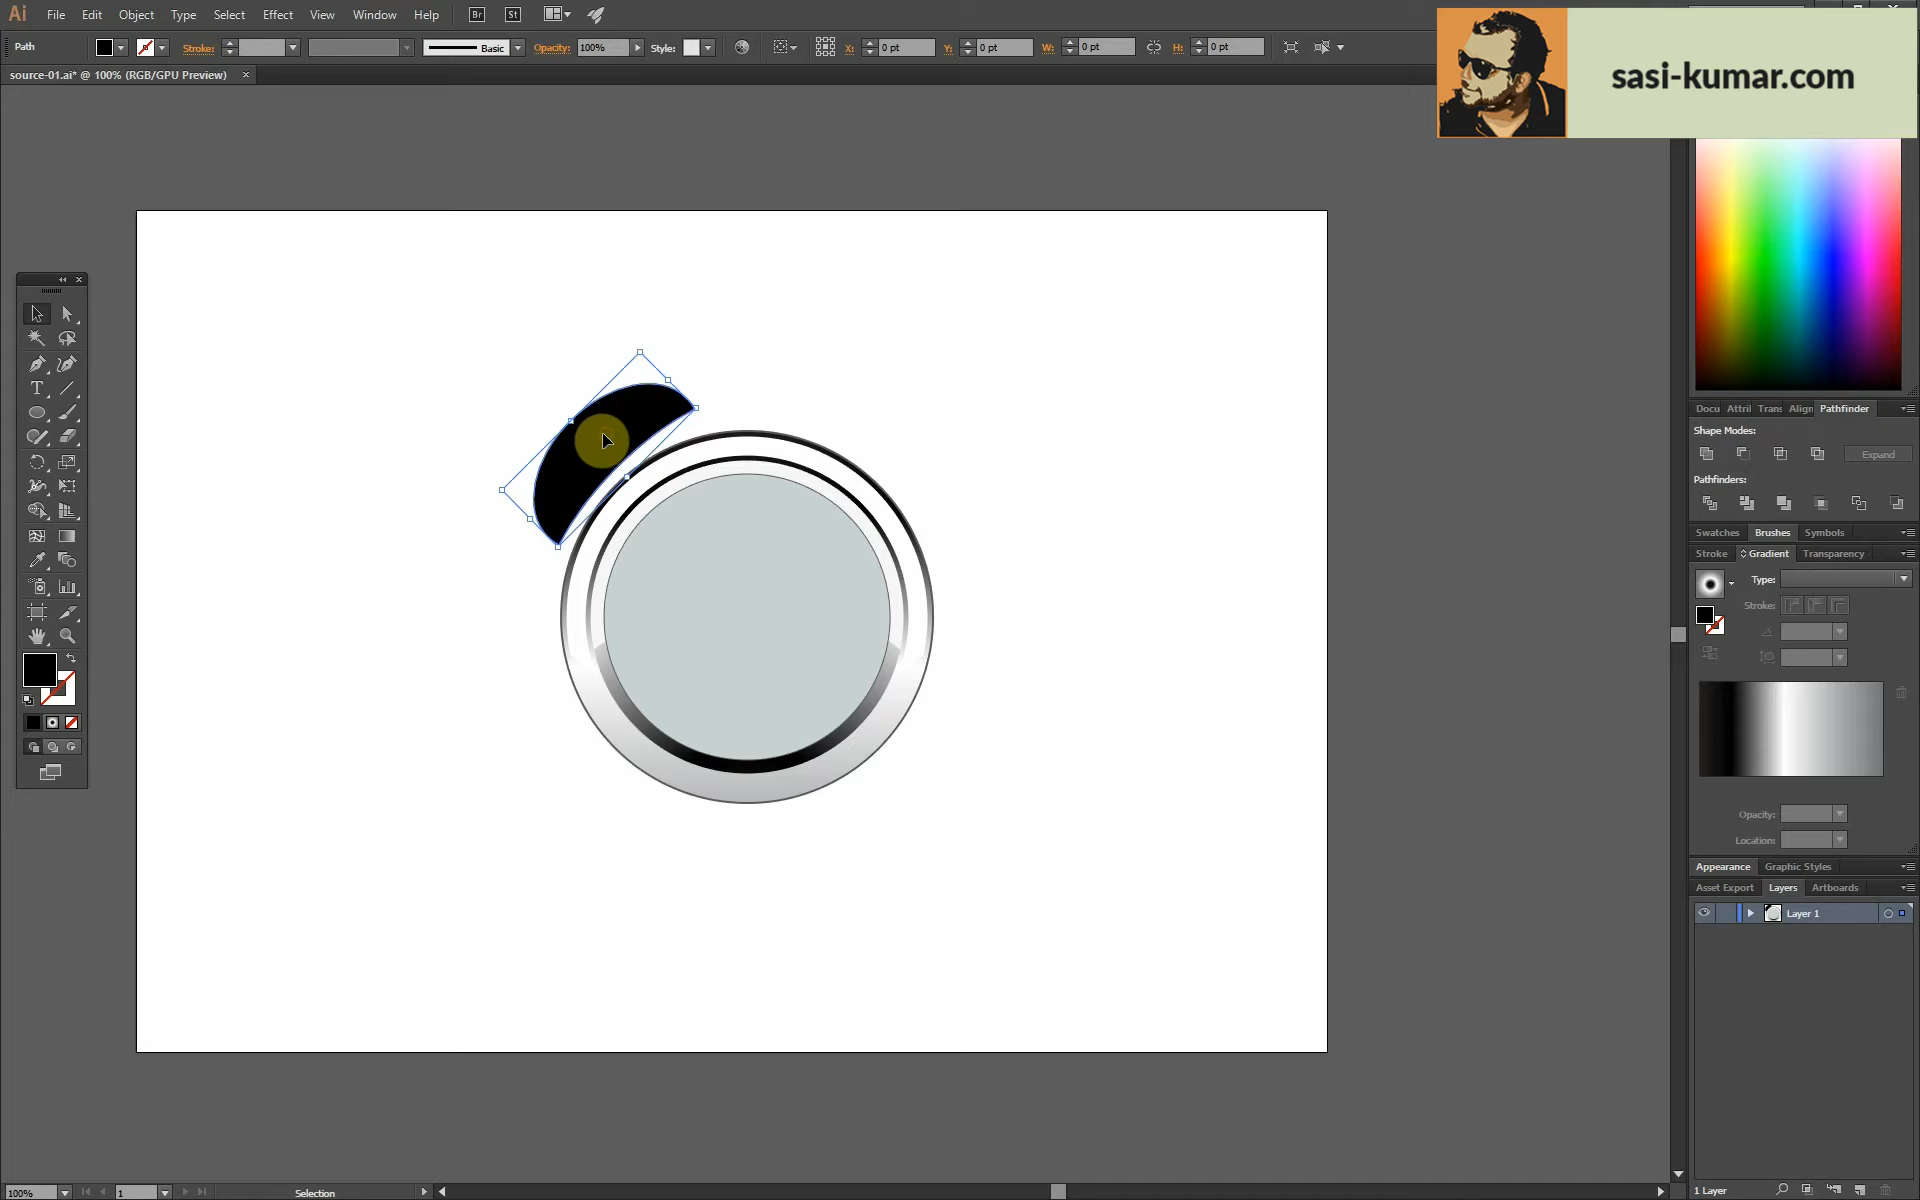 Ai File Edit Object Type Select Effect View Window Help Br St
Path Stroke: Basic Opacity: 100% Style: X: 0 pt Y: 0 pt W: 0 pt H: 0 pt
source-01.ai* @ 100% (RGB/GPU Preview) ×
sasi-kumar.com
Docu Attri Trans Align Pathfinder
Shape Modes:
Expand
Pathfinders:
Swatches Brushes Symbols
Stroke Gradient Transparency
Type:
Stroke:
Opacity:
Location:
Appearance Graphic Styles
Asset Export Layers Artboards
Layer 1
1 Layer
100% 1 Selection